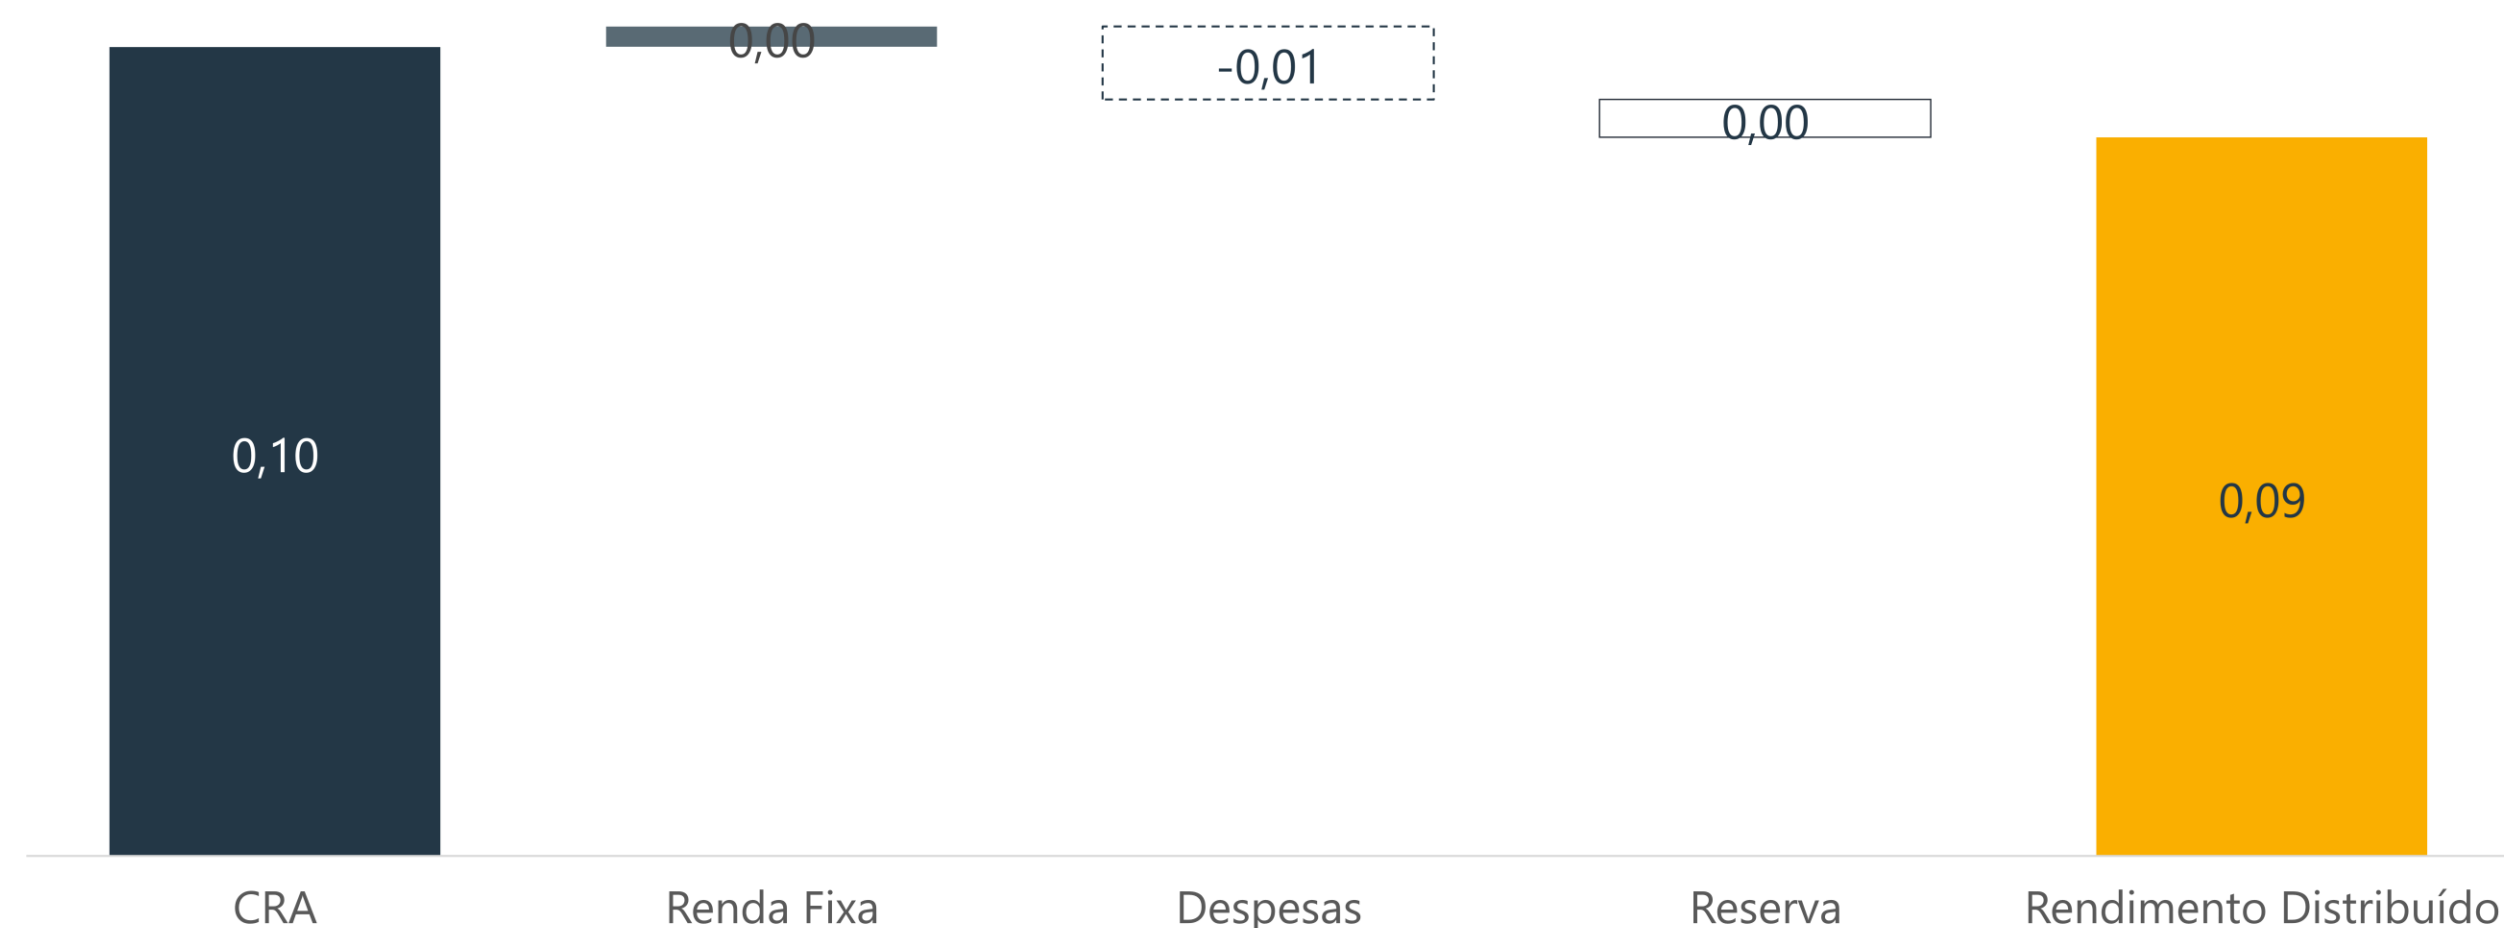 0,00
-0,01
0,00
0,10
0,09
CRA
Renda Fixa
Despesas
Reserva
Rendimento Distribuído